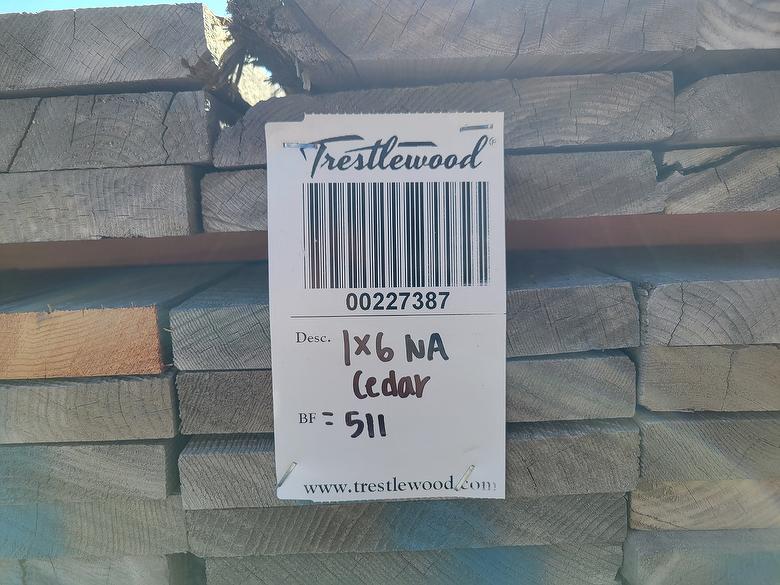 Trestlewood®
00227387
Desc. 1x6 NA
Cedar
BF = 511
www.trestlewood.com